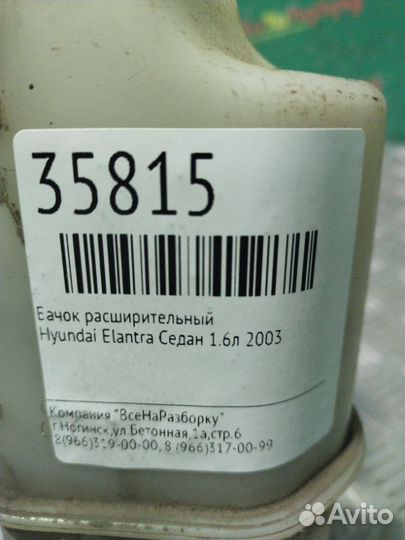 35815
Бачок расширительный
Hyundai Elantra Седан 1.6л 2003
Компания "ВсеНаРазборку"
г.Ногинск,ул.Бетонная,1а,стр.6
8(966)319-00-00, 8 (966)317-00-99
Avito